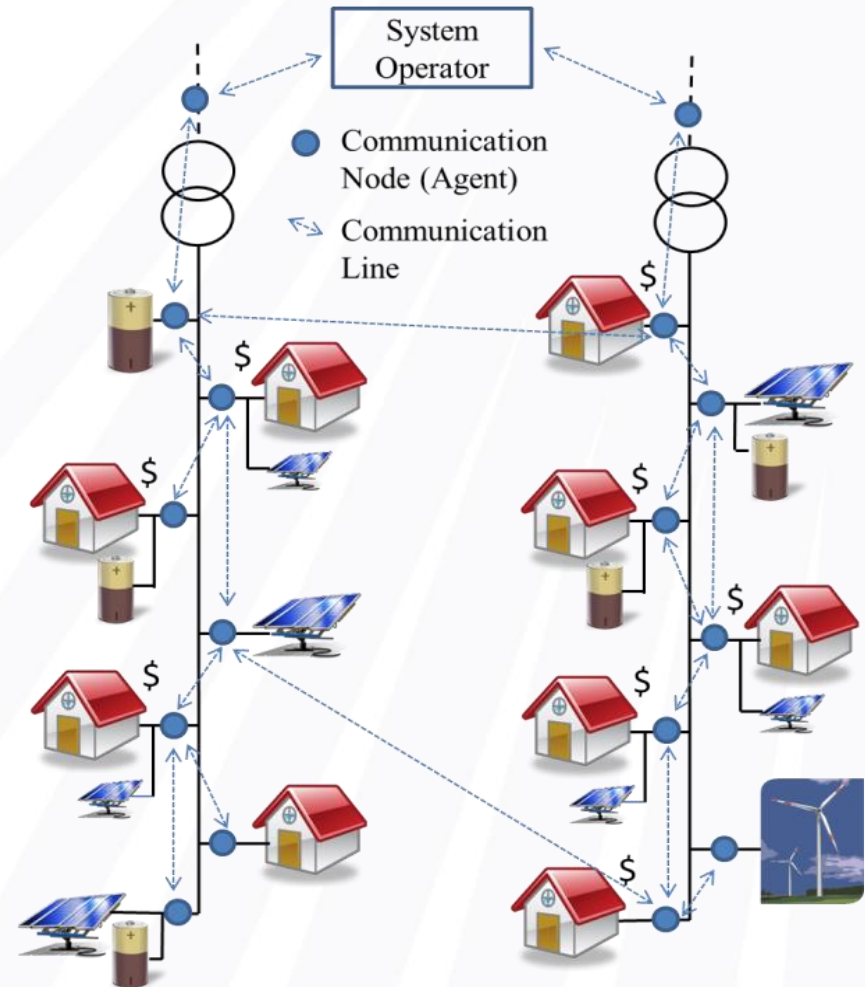 System
Operator
Communication
Node (Agent)
Communication
Line
$
$
$
$
$
$
$
$